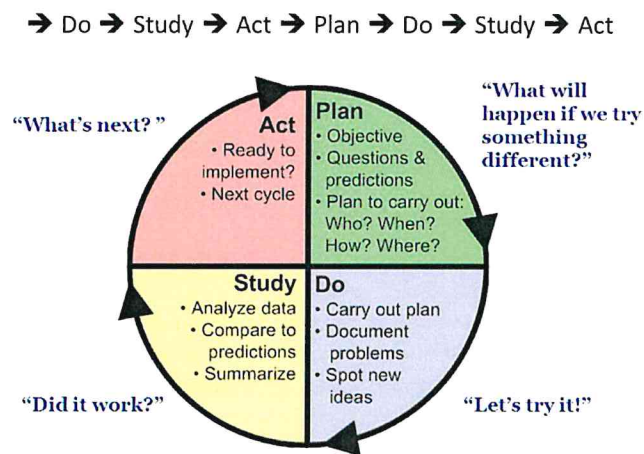 ➔ Do ➔ Study ➔ Act ➔ Plan ➔ Do ➔ Study ➔ Act
“What’s next? ”
“What will
happen if we try
something
different?”
Act
• Ready to
implement?
• Next cycle
Plan
• Objective
• Questions &
predictions
• Plan to carry out:
Who? When?
How? Where?
Study
• Analyze data
• Compare to
predictions
• Summarize
Do
• Carry out plan
• Document
problems
• Spot new
ideas
“Did it work?”
“Let’s try it!”